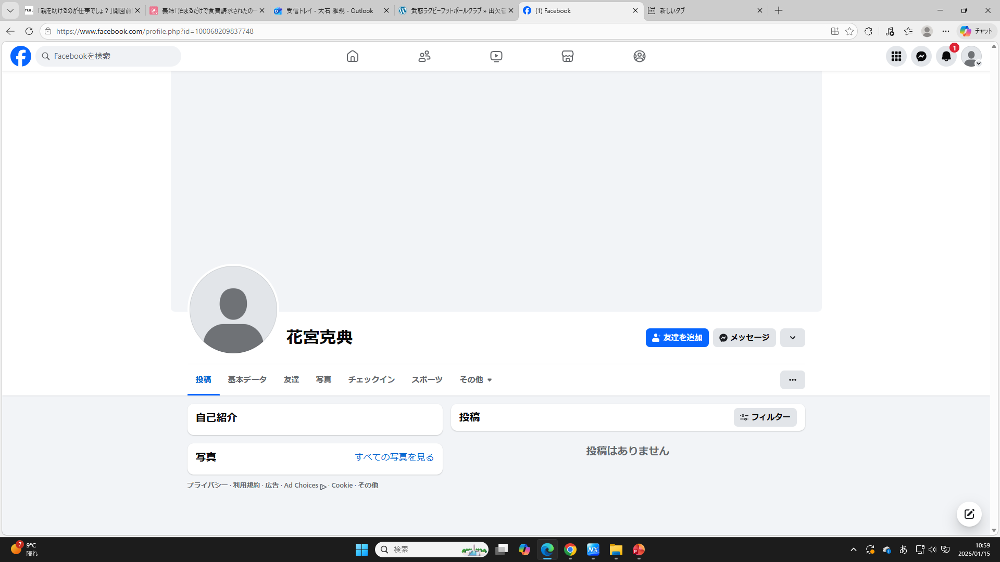 TRILL 「親を助けるのが仕事でしょ？」開園前
義姉「泊まるだけで食費請求されたの〜
受信トレイ - 大石 雅規 - Outlook
武惑ラグビーフットボールクラブ » 出欠管
(1) Facebook
新しいタブ
https://www.facebook.com/profile.php?id=100068209837748
チャット
Facebookを検索
1
花宮克典
友達を追加
メッセージ
投稿 基本データ 友達 写真 チェックイン スポーツ その他
自己紹介
投稿
フィルター
投稿はありません
写真
すべての写真を見る
プライバシー · 利用規約 · 広告 · Ad Choices · Cookie · その他
7
9°C
晴れ
検索
NX
P
あ
10:59
2026/01/15